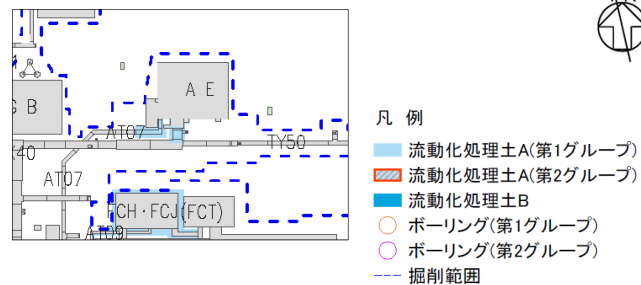 A E
G B
AT07
TY50
AT07
FCH・FCJ(FCT)
AT09
凡 例
流動化処理土A(第1グループ)
流動化処理土A(第2グループ)
流動化処理土B
ボーリング(第1グループ)
ボーリング(第2グループ)
掘削範囲